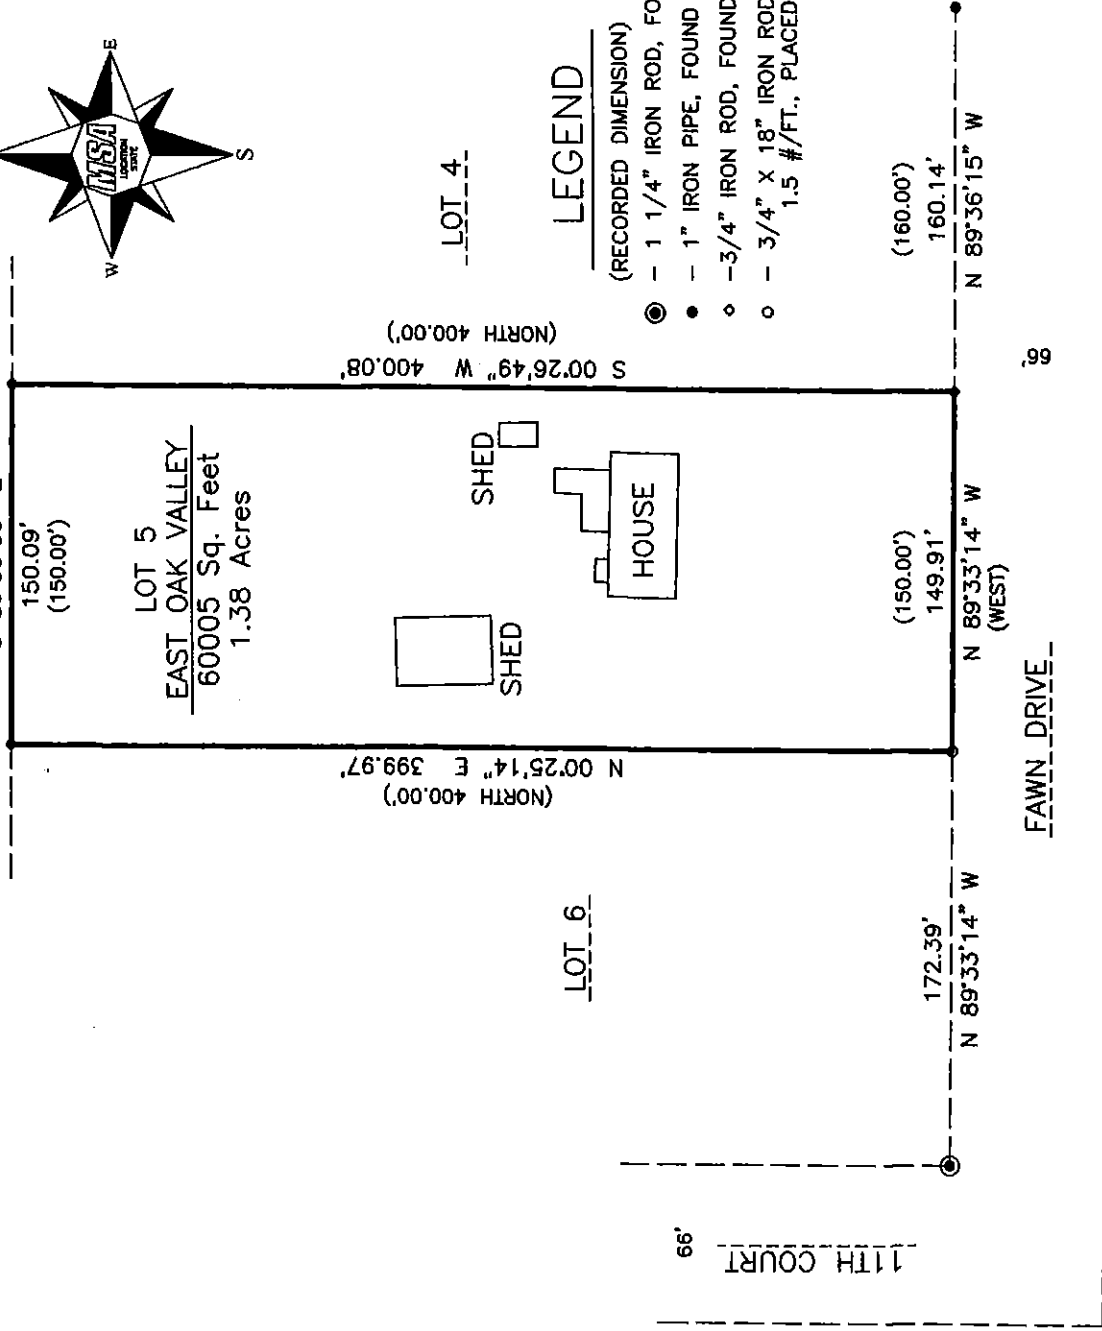 E
MSA
LOCATION
STATE
W
S
150.09'
(150.00')
LOT 5
EAST OAK VALLEY
60005 Sq. Feet
1.38 Acres
LOT 4
LEGEND
(RECORDED DIMENSION)
- 1 1/4" IRON ROD, FO
- 1" IRON PIPE, FOUND
-3/4" IRON ROD, FOUND
- 3/4" X 18" IRON ROD
1.5 #/FT., PLACED
S 00°26'49" W 400.08'
(NORTH 400.00')
SHED
SHED
HOUSE
N 00°25'14" E 399.97'
(NORTH 400.00')
LOT 6
(160.00')
160.14'
N 89°36'15" W
66'
(150.00')
149.91'
N 89°33'14" W
(WEST)
FAWN DRIVE
172.39'
N 89°33'14" W
66'
11TH COURT